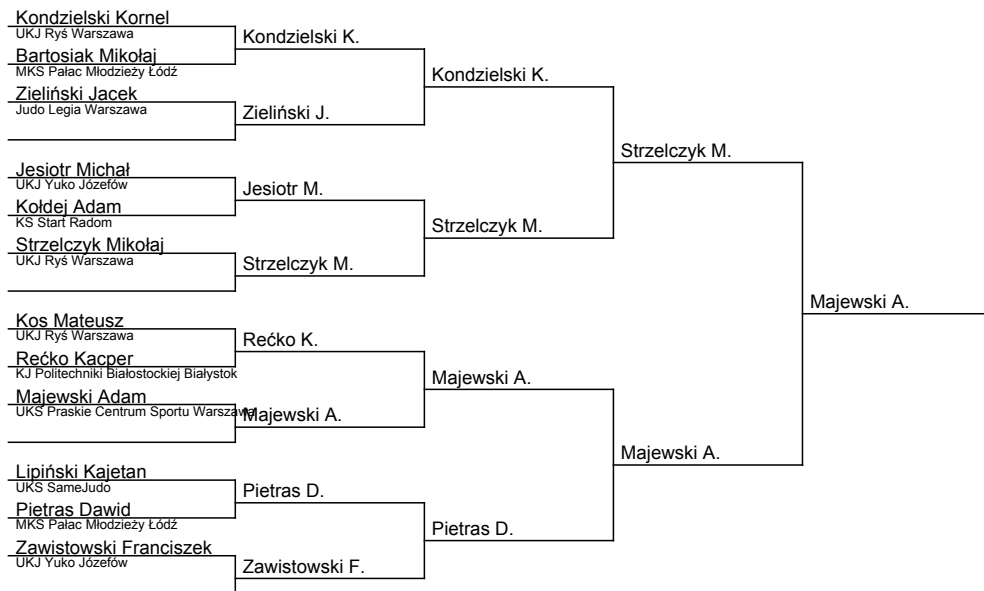 Kondzielski Kornel
UKJ Ryś Warszawa
Bartosiak Mikołaj
MKS Pałac Młodzieży Łódź
Zieliński Jacek
Judo Legia Warszawa
Jesiotr Michał
UKJ Yuko Józefów
Kołdej Adam
KS Start Radom
Strzelczyk Mikołaj
UKJ Ryś Warszawa
Kos Mateusz
UKJ Ryś Warszawa
Rećko Kacper
KJ Politechniki Białostockiej Białystok
Majewski Adam
UKS Praskie Centrum Sportu Warszawa
Lipiński Kajetan
UKS SameJudo
Pietras Dawid
MKS Pałac Młodzieży Łódź
Zawistowski Franciszek
UKJ Yuko Józefów
Kondzielski K.
Zieliński J.
Jesiotr M.
Strzelczyk M.
Rećko K.
Majewski A.
Pietras D.
Zawistowski F.
Kondzielski K.
Strzelczyk M.
Majewski A.
Pietras D.
Strzelczyk M.
Majewski A.
Majewski A.